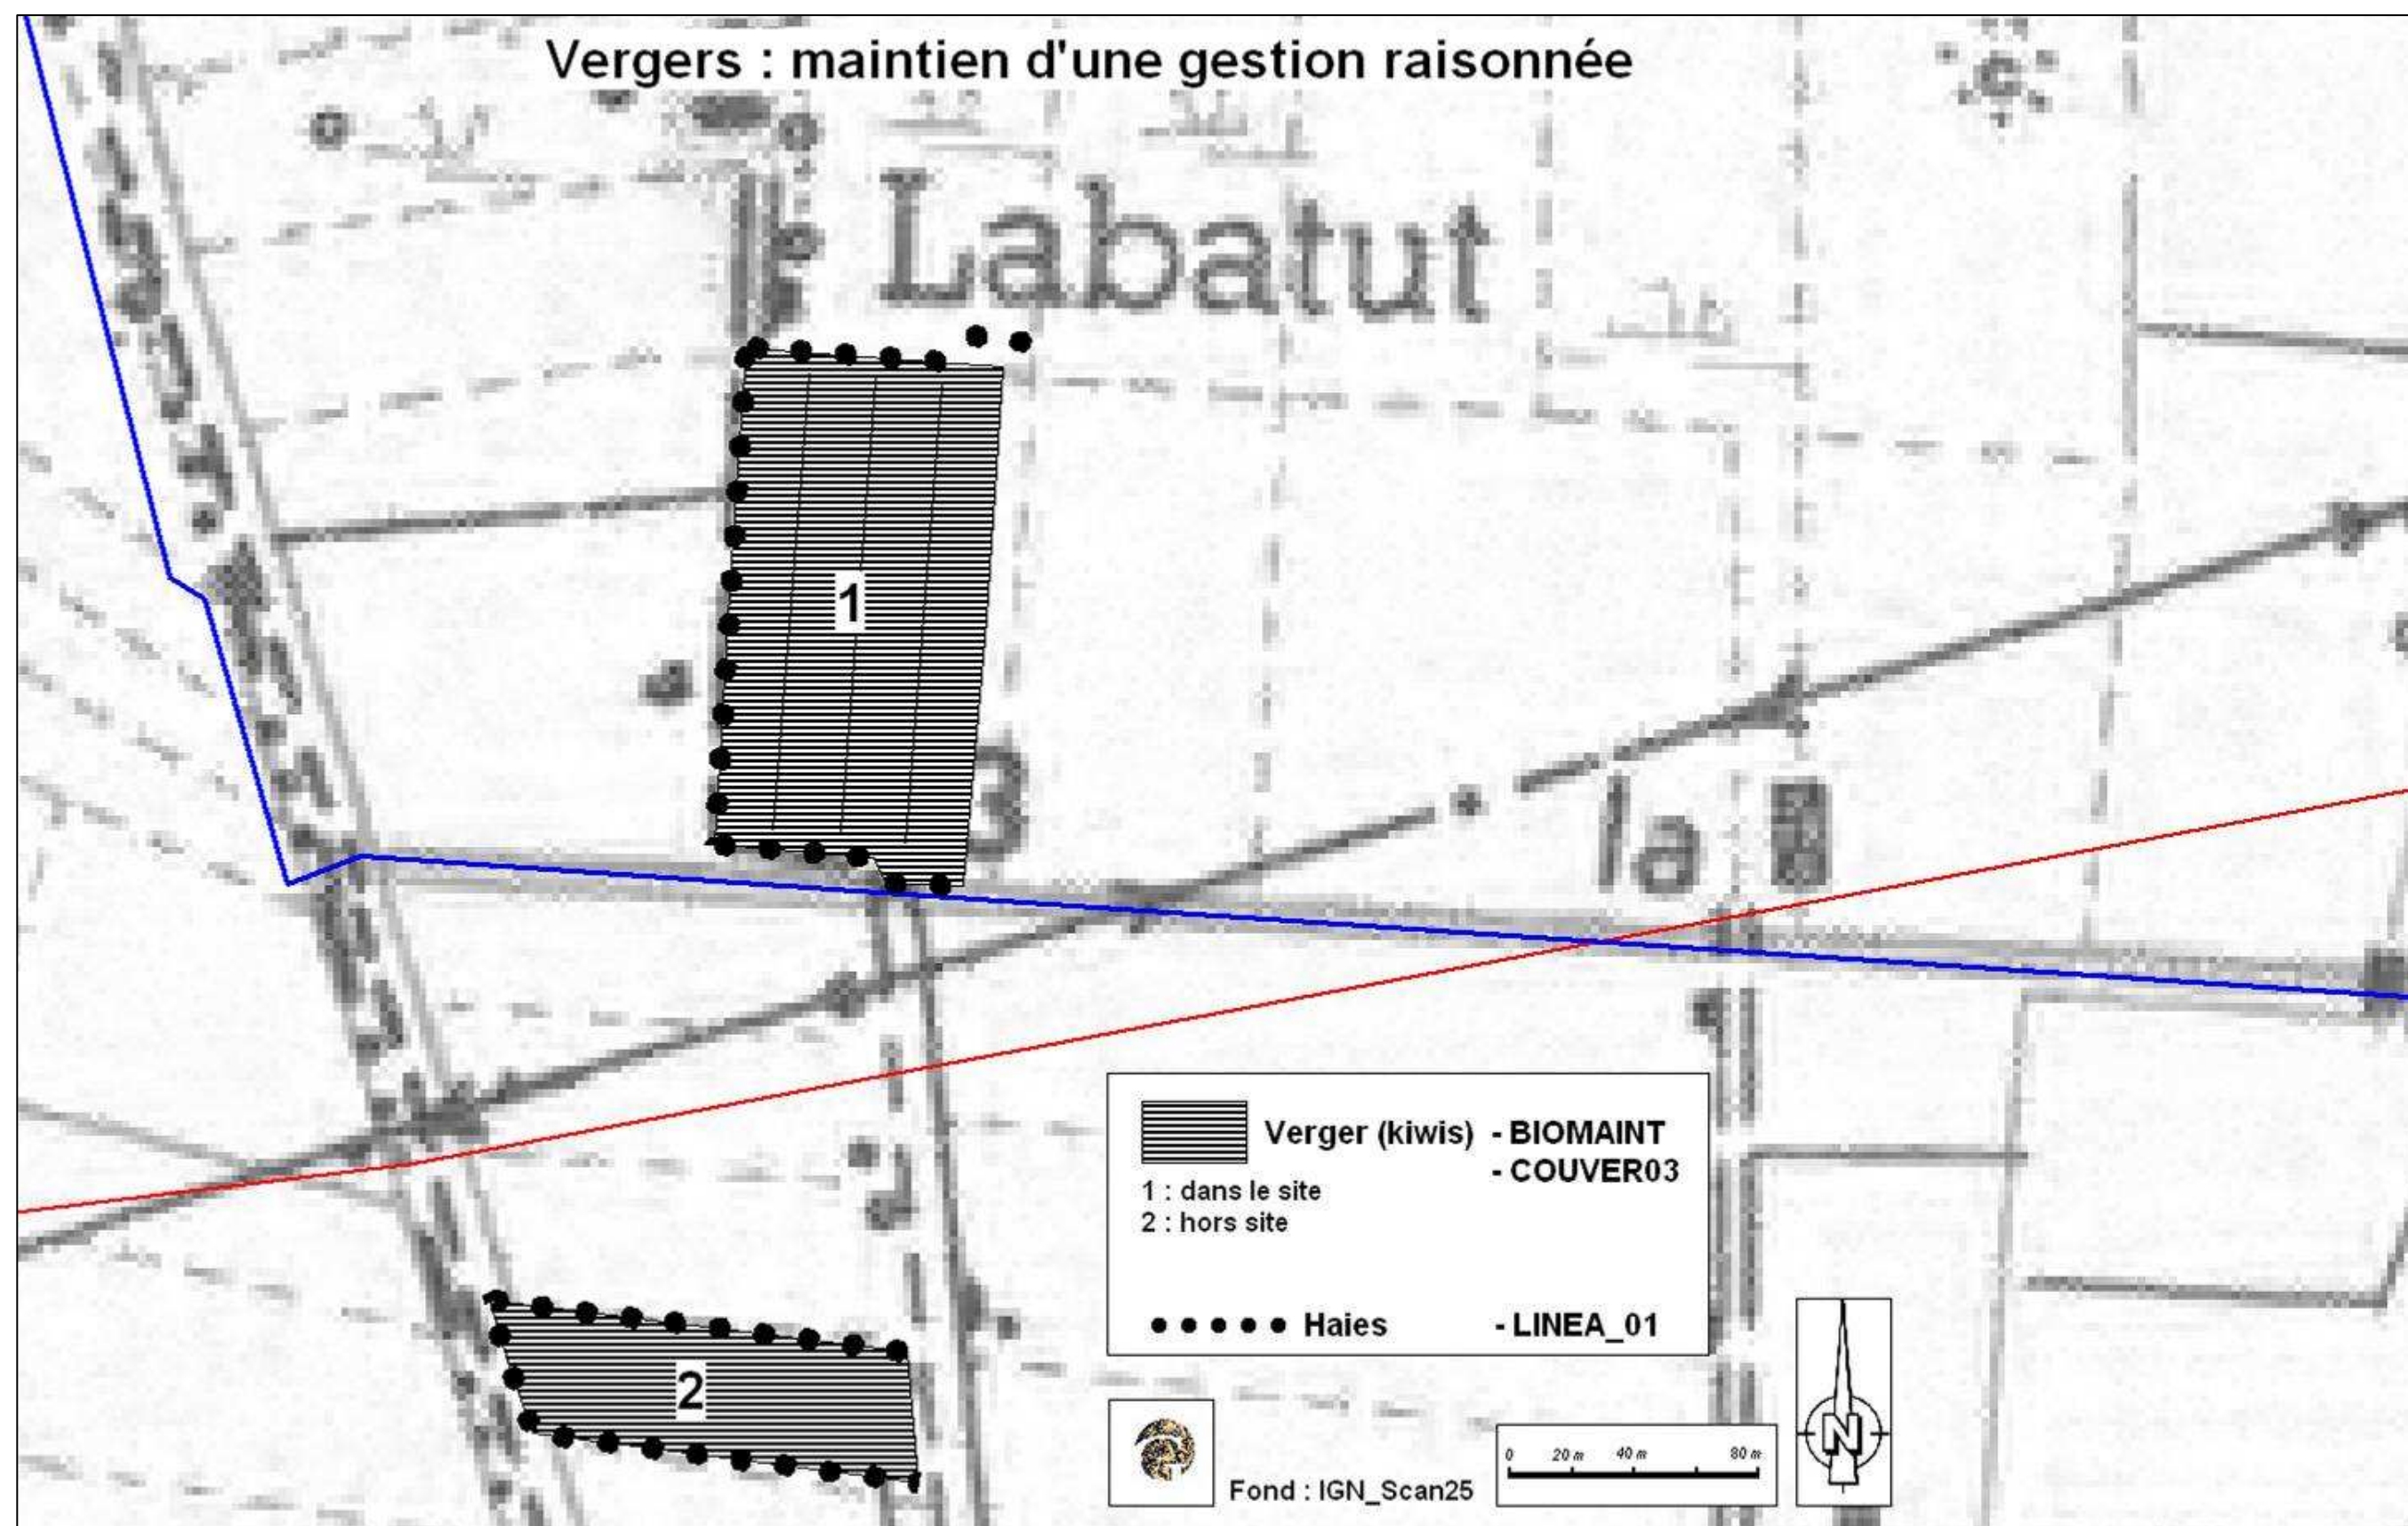 Vergers : maintien d'une gestion raisonnée
Labatut
1
3
la
2
Verger (kiwis) - BIOMAINT
- COUVER03
1 : dans le site
2 : hors site
Haies - LINEA_01
Fond : IGN_Scan25
0 20 m 40 m 80 m
N